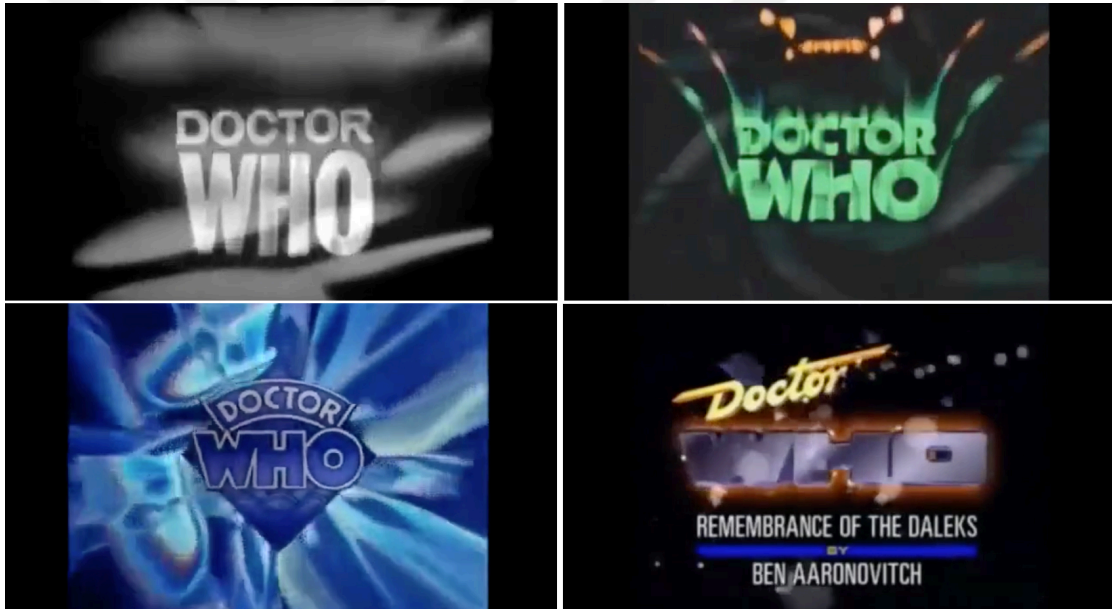 DOCTOR
WHO
DOCTOR
WHO
DOCTOR
WHO
Doctor
WHO
REMEMBRANCE OF THE DALEKS
BY
BEN AARONOVITCH